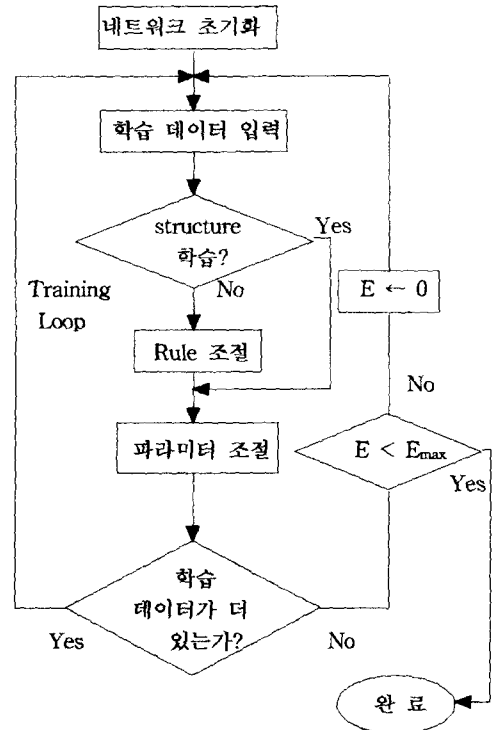 네트워크 초기화
학습 데이터 입력
structure
학습?
Yes
No
Training
Loop
E ← 0
Rule 조절
No
파라미터 조절
E < Emax
Yes
학습
데이터가 더
있는가?
Yes
No
완 료